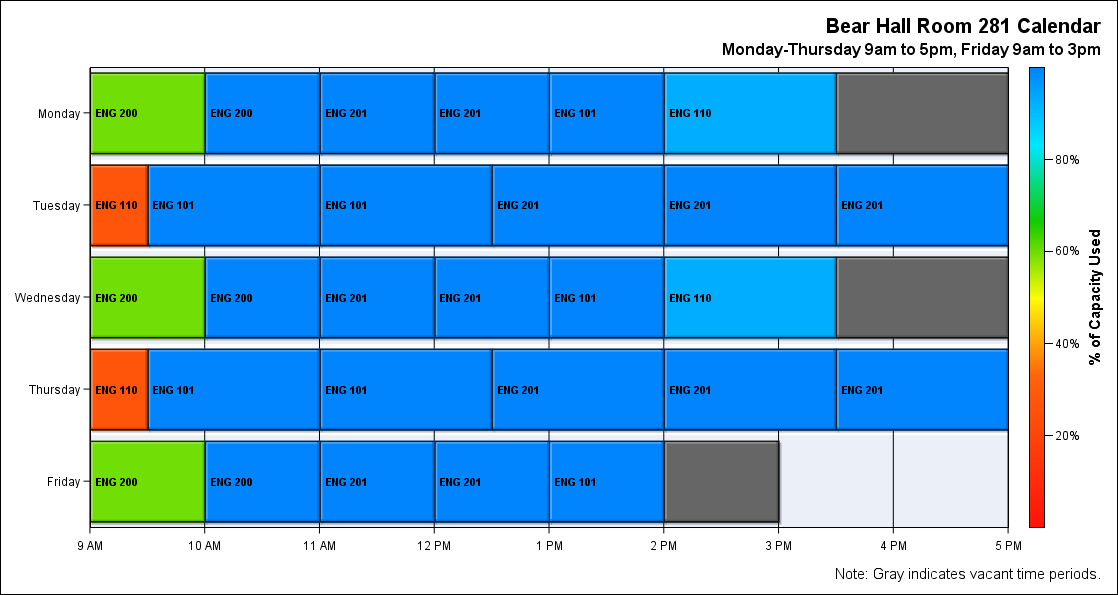 Bear Hall Room 281 Calendar
Monday-Thursday 9am to 5pm, Friday 9am to 3pm
Monday ENG 200 ENG 200 ENG 201 ENG 201 ENG 101 ENG 110
80%
Tuesday ENG 110 ENG 101 ENG 101 ENG 201 ENG 201 ENG 201
60%
Wednesday ENG 200 ENG 200 ENG 201 ENG 201 ENG 101 ENG 110
% of Capacity Used
40%
Thursday ENG 110 ENG 101 ENG 101 ENG 201 ENG 201 ENG 201
20%
Friday ENG 200 ENG 200 ENG 201 ENG 201 ENG 101
9 AM 10 AM 11 AM 12 PM 1 PM 2 PM 3 PM 4 PM 5 PM
Note: Gray indicates vacant time periods.